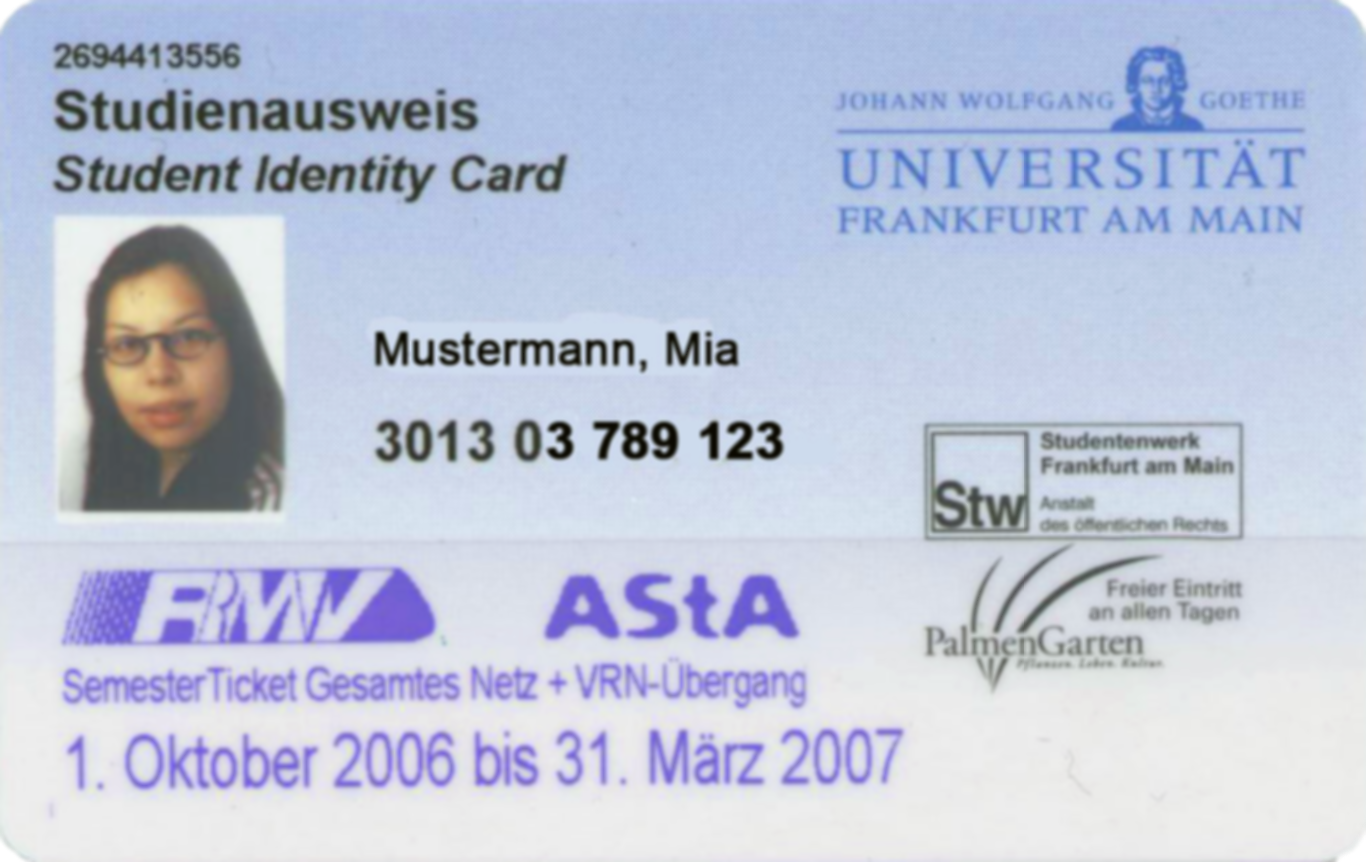 2694413556
Studienausweis
Student Identity Card
JOHANN WOLFGANG GOETHE
UNIVERSITÄT
FRANKFURT AM MAIN
Mustermann, Mia
3013 03 789 123
Studentenwerk
Frankfurt am Main
Stw
Anstalt
des öffentlichen Rechts
RMV
AStA
Freier Eintritt
an allen Tagen
PalmenGarten
Pflanzen. Leben. Kultur.
SemesterTicket Gesamtes Netz + VRN-Übergang
1. Oktober 2006 bis 31. März 2007